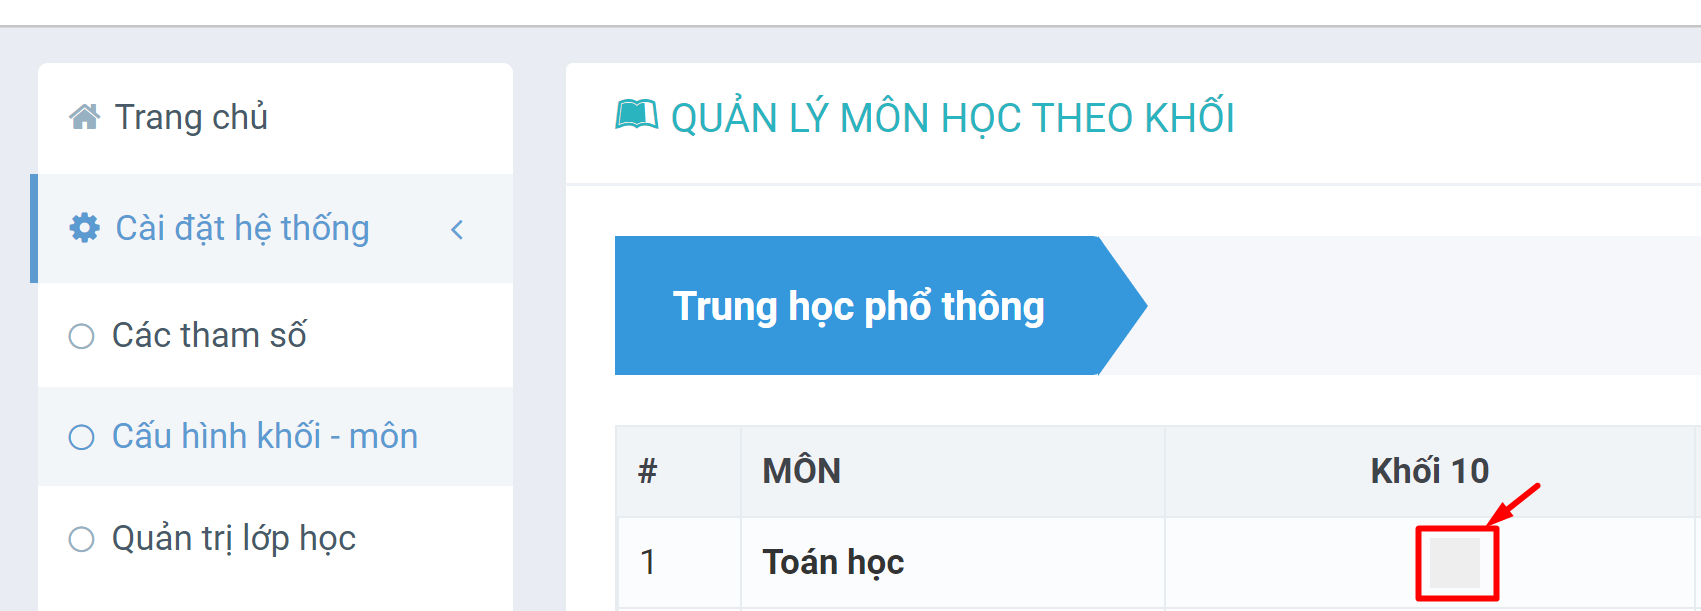 Trang chủ
Cài đặt hệ thống
Các tham số
Cấu hình khối - môn
Quản trị lớp học
QUẢN LÝ MÔN HỌC THEO KHỐI
Trung học phổ thông
# MÔN Khối 10
1 Toán học